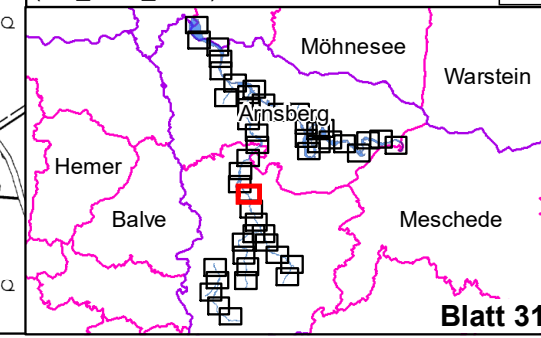 Möhnesee
Warstein
Arnsberg
Hemer
Balve
Meschede
Blatt 31